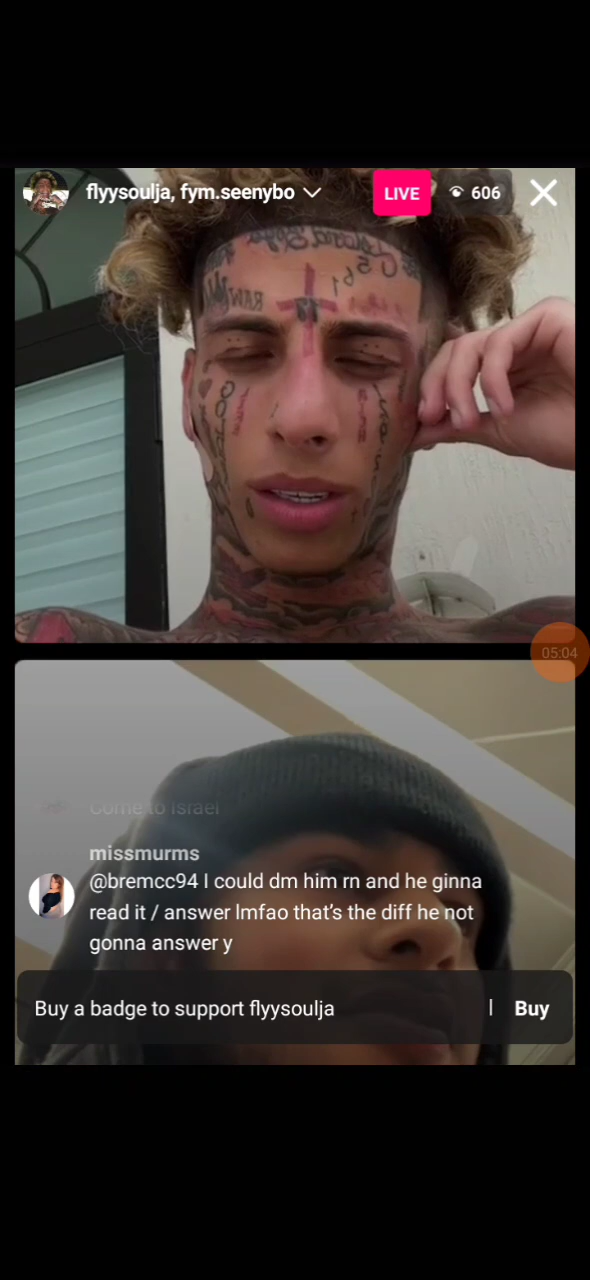 flyysoulja, fym.seenybo
LIVE
606
05:04
Come to Israel
missmurms
@bremcc94 I could dm him rn and he ginna
read it / answer lmfao that's the diff he not
gonna answer y
Buy a badge to support flyysoulja
Buy